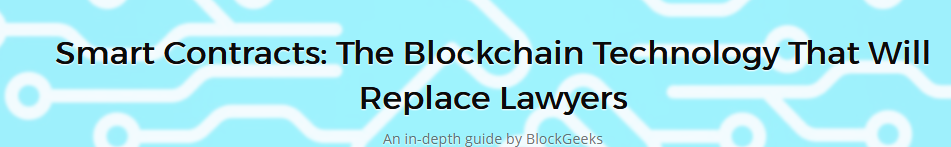 Smart Contracts: The Blockchain Technology That Will
Replace Lawyers
An in-depth guide by BlockGeeks